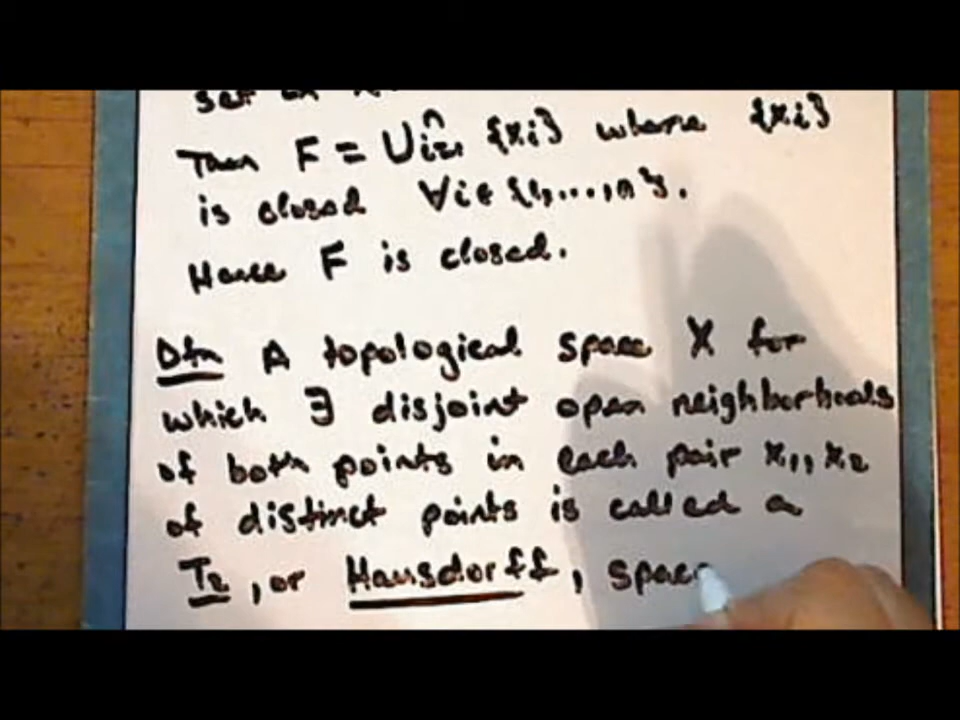 Then F = ∪ⁿᵢ₌₁ {xᵢ} where {xᵢ}
is closed ∀i∈{1,...,n}.
Hence F is closed.
Dfn A topological space X for
which ∃ disjoint open neighborhoods
of both points in each pair x₁, x₂
of distinct points is called a
T₂, or Hausdorff, space